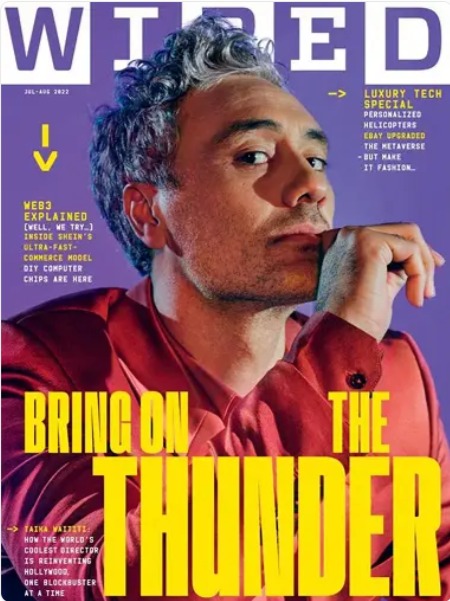 WIRED
JUL-AUG 2022
-> LUXURY TECH
SPECIAL
PERSONALIZED
HELICOPTERS
EBAY UPGRADED
THE METAVERSE
-BUT MAKE
IT FASHION…
->
WEB3
EXPLAINED
(WELL, WE TRY…)
INSIDE SHEIN'S
ULTRA-FAST-
COMMERCE MODEL
DIY COMPUTER
CHIPS ARE HERE
BRING ON THE
THUNDER
-> TAIKA WAITITI:
HOW THE WORLD'S
COOLEST DIRECTOR
IS REINVENTING
HOLLYWOOD,
ONE BLOCKBUSTER
AT A TIME